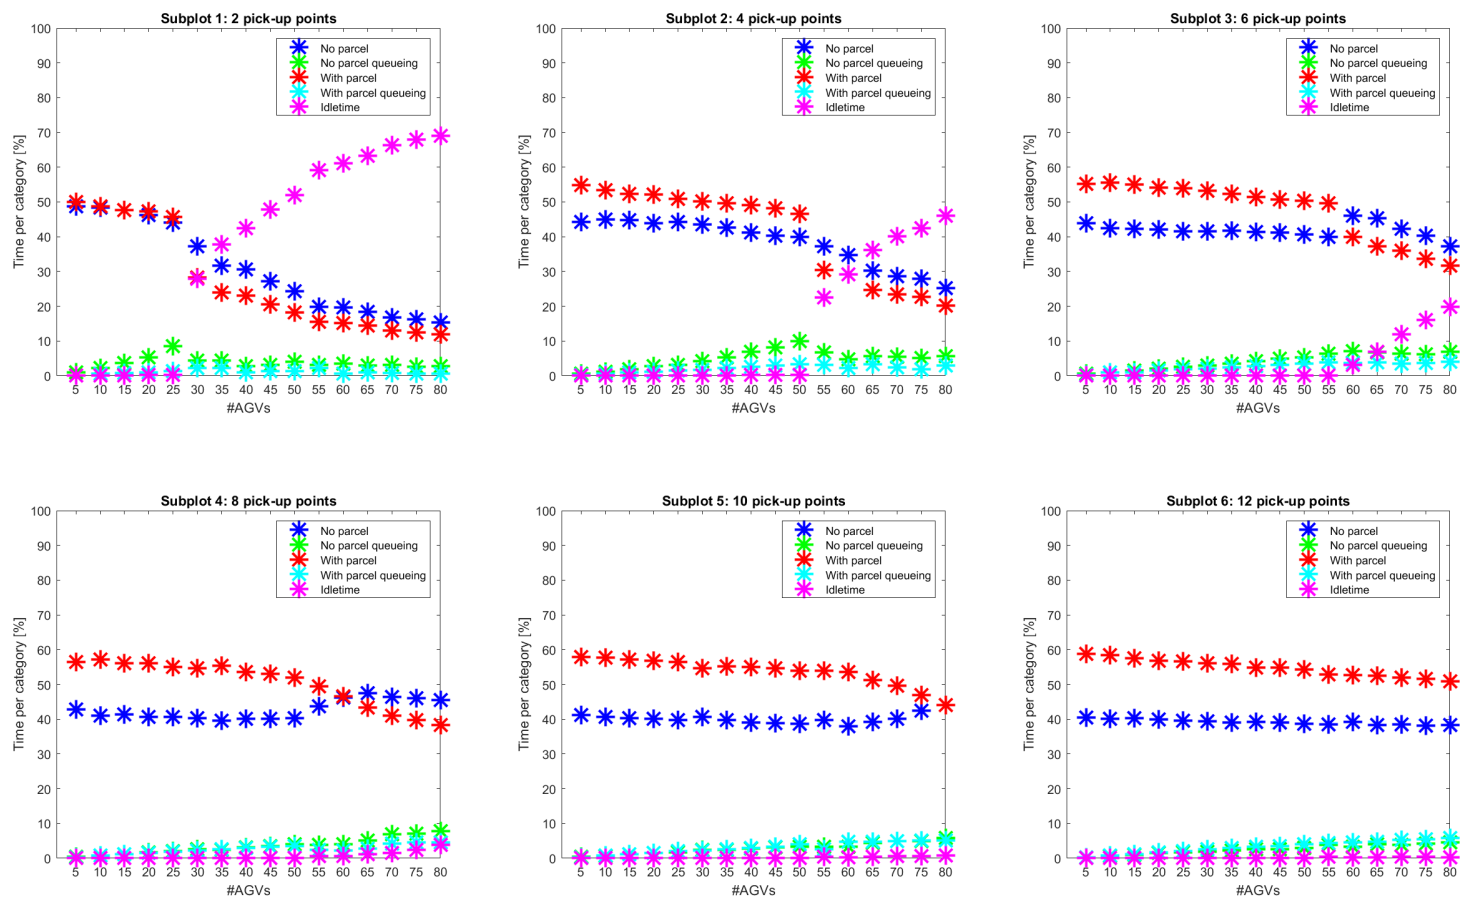 Subplot 1: 2 pick-up points
100
90
80
70
60
50
40
30
20
10
0
Time per category [%]
No parcel
No parcel queueing
With parcel
With parcel queueing
Idletime
5 10 15 20 25 30 35 40 45 50 55 60 65 70 75 80
#AGVs
Subplot 2: 4 pick-up points
100
90
80
70
60
50
40
30
20
10
0
Time per category [%]
No parcel
No parcel queueing
With parcel
With parcel queueing
Idletime
5 10 15 20 25 30 35 40 45 50 55 60 65 70 75 80
#AGVs
Subplot 3: 6 pick-up points
100
90
80
70
60
50
40
30
20
10
0
Time per category [%]
No parcel
No parcel queueing
With parcel
With parcel queueing
Idletime
5 10 15 20 25 30 35 40 45 50 55 60 65 70 75 80
#AGVs
Subplot 4: 8 pick-up points
100
90
80
70
60
50
40
30
20
10
0
Time per category [%]
No parcel
No parcel queueing
With parcel
With parcel queueing
Idletime
5 10 15 20 25 30 35 40 45 50 55 60 65 70 75 80
#AGVs
Subplot 5: 10 pick-up points
100
90
80
70
60
50
40
30
20
10
0
Time per category [%]
No parcel
No parcel queueing
With parcel
With parcel queueing
Idletime
5 10 15 20 25 30 35 40 45 50 55 60 65 70 75 80
#AGVs
Subplot 6: 12 pick-up points
100
90
80
70
60
50
40
30
20
10
0
Time per category [%]
No parcel
No parcel queueing
With parcel
With parcel queueing
Idletime
5 10 15 20 25 30 35 40 45 50 55 60 65 70 75 80
#AGVs